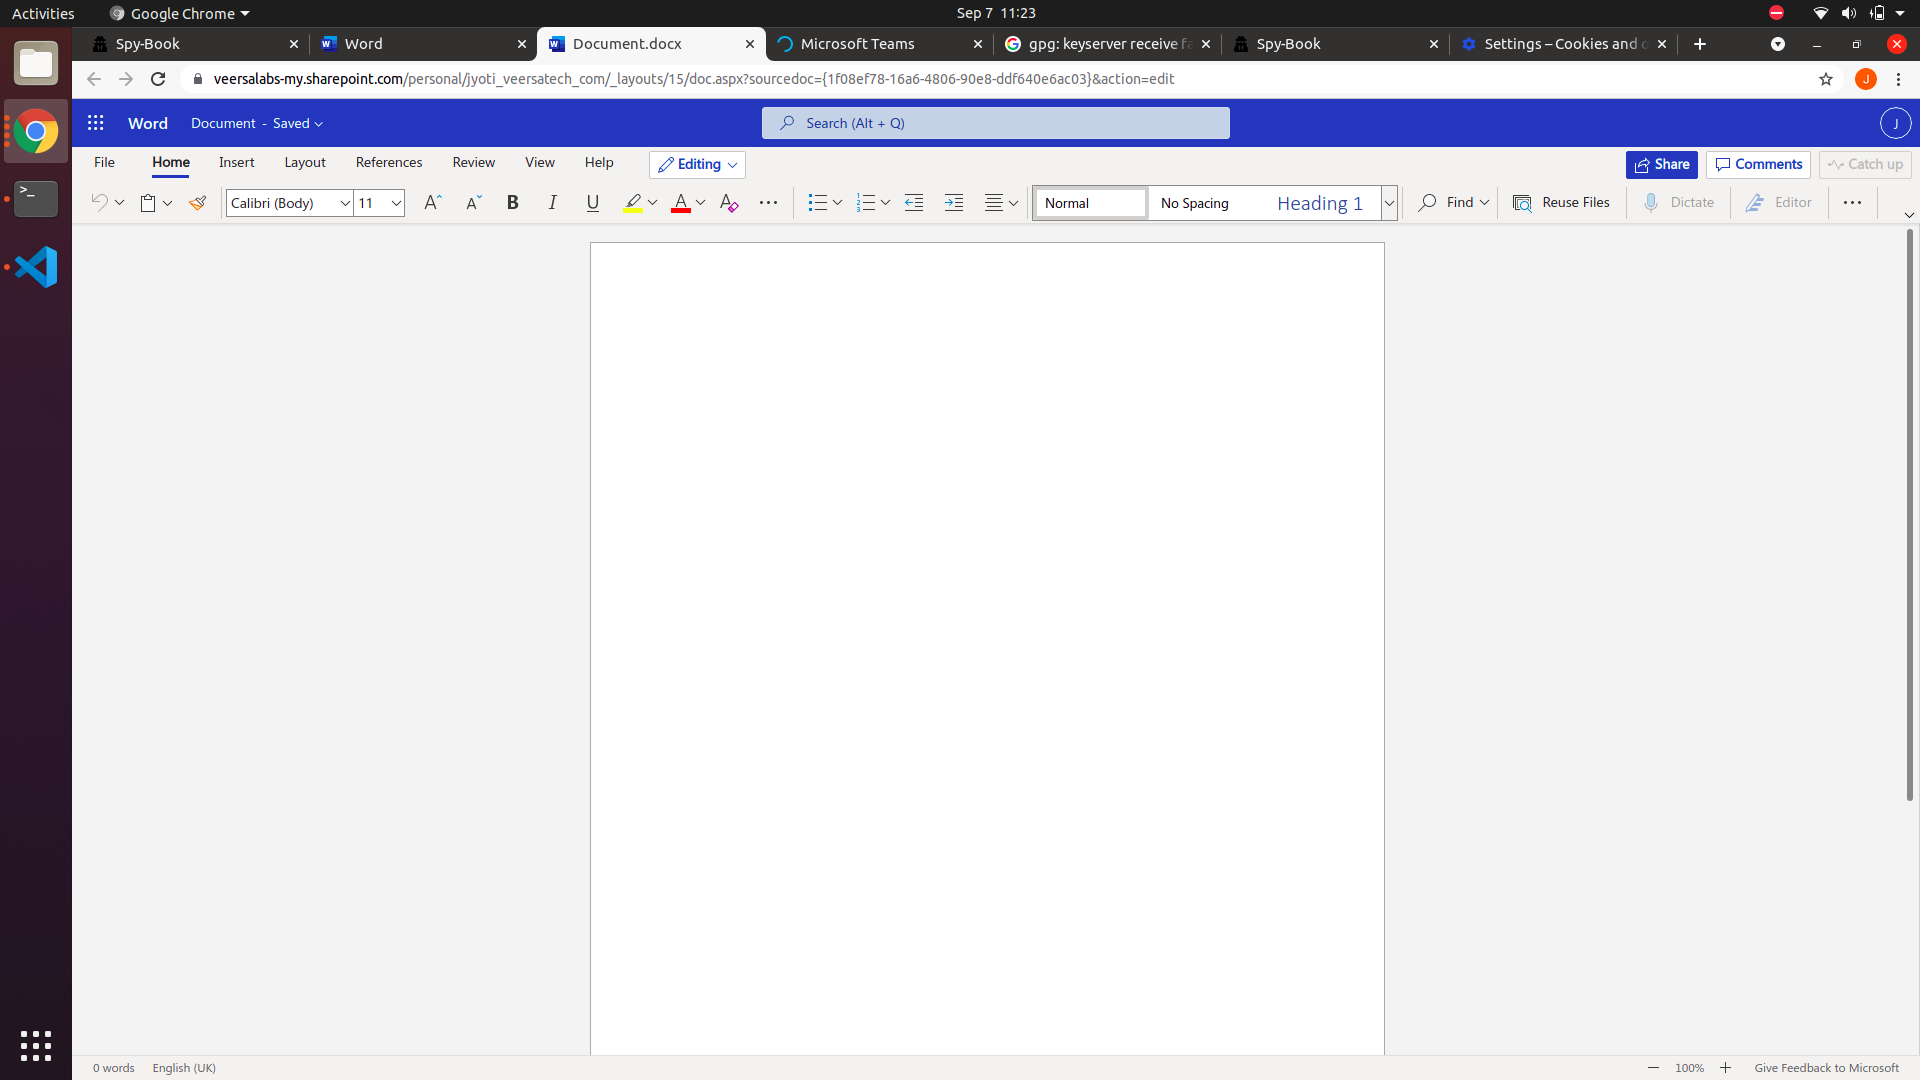 Activities Google Chrome Sep 7 11:23
Spy-Book Word Document.docx Microsoft Teams gpg: keyserver receive fa Spy-Book Settings – Cookies and o
veersalabs-my.sharepoint.com/personal/jyoti_veersatech_com/_layouts/15/doc.aspx?sourcedoc={1f08ef78-16a6-4806-90e8-ddf640e6ac03}&action=edit J
Word Document - Saved Search (Alt + Q) J
File Home Insert Layout References Review View Help Editing Share Comments Catch up
Calibri (Body) 11 A A B I U A A Normal No Spacing Heading 1 Find Reuse Files Dictate Editor
0 words English (UK) 100% Give Feedback to Microsoft